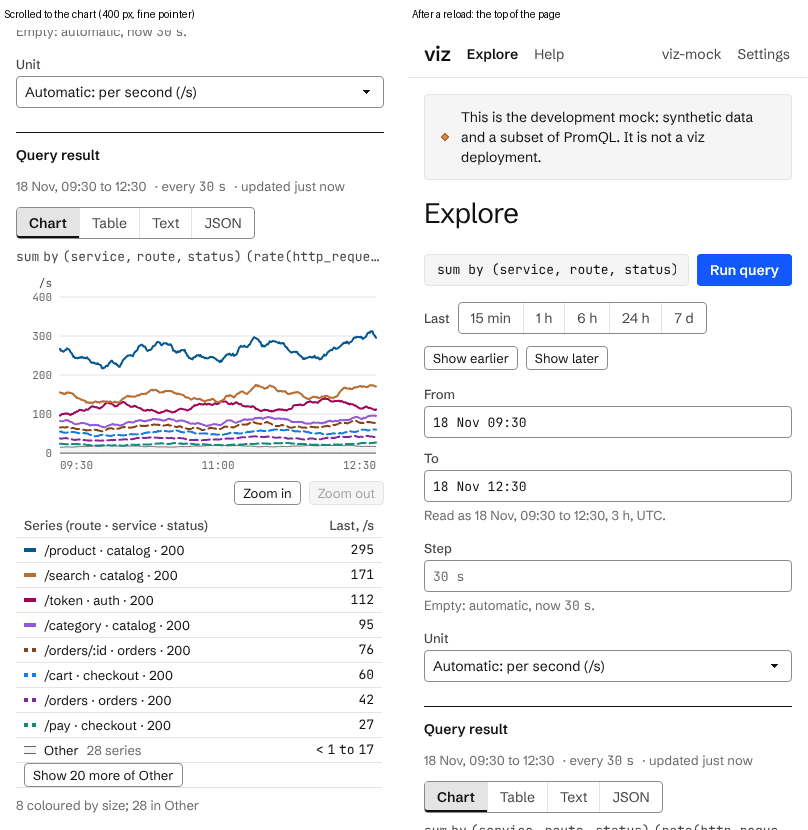 Scrolled to the chart (400 px, fine pointer)
Empty: automatic, now 30 s.
Unit
Automatic: per second (/s)
Query result
18 Nov, 09:30 to 12:30 · every 30 s · updated just now
Chart Table Text JSON
sum by (service, route, status) (rate(http_reque…
/s
400
300
200
100
0
09:30 11:00 12:30
Zoom in Zoom out
Series (route · service · status) Last, /s
/product · catalog · 200 295
/search · catalog · 200 171
/token · auth · 200 112
/category · catalog · 200 95
/orders/:id · orders · 200 76
/cart · checkout · 200 60
/orders · orders · 200 42
/pay · checkout · 200 27
Other 28 series < 1 to 17
Show 20 more of Other
8 coloured by size; 28 in Other
After a reload: the top of the page
viz Explore Help viz-mock Settings
This is the development mock: synthetic data
and a subset of PromQL. It is not a viz
deployment.
Explore
sum by (service, route, status) Run query
Last 15 min 1 h 6 h 24 h 7 d
Show earlier Show later
From
18 Nov 09:30
To
18 Nov 12:30
Read as 18 Nov, 09:30 to 12:30, 3 h, UTC.
Step
30 s
Empty: automatic, now 30 s.
Unit
Automatic: per second (/s)
Query result
18 Nov, 09:30 to 12:30 · every 30 s · updated just now
Chart Table Text JSON
sum by (service, route, status) (rate(http_reque…